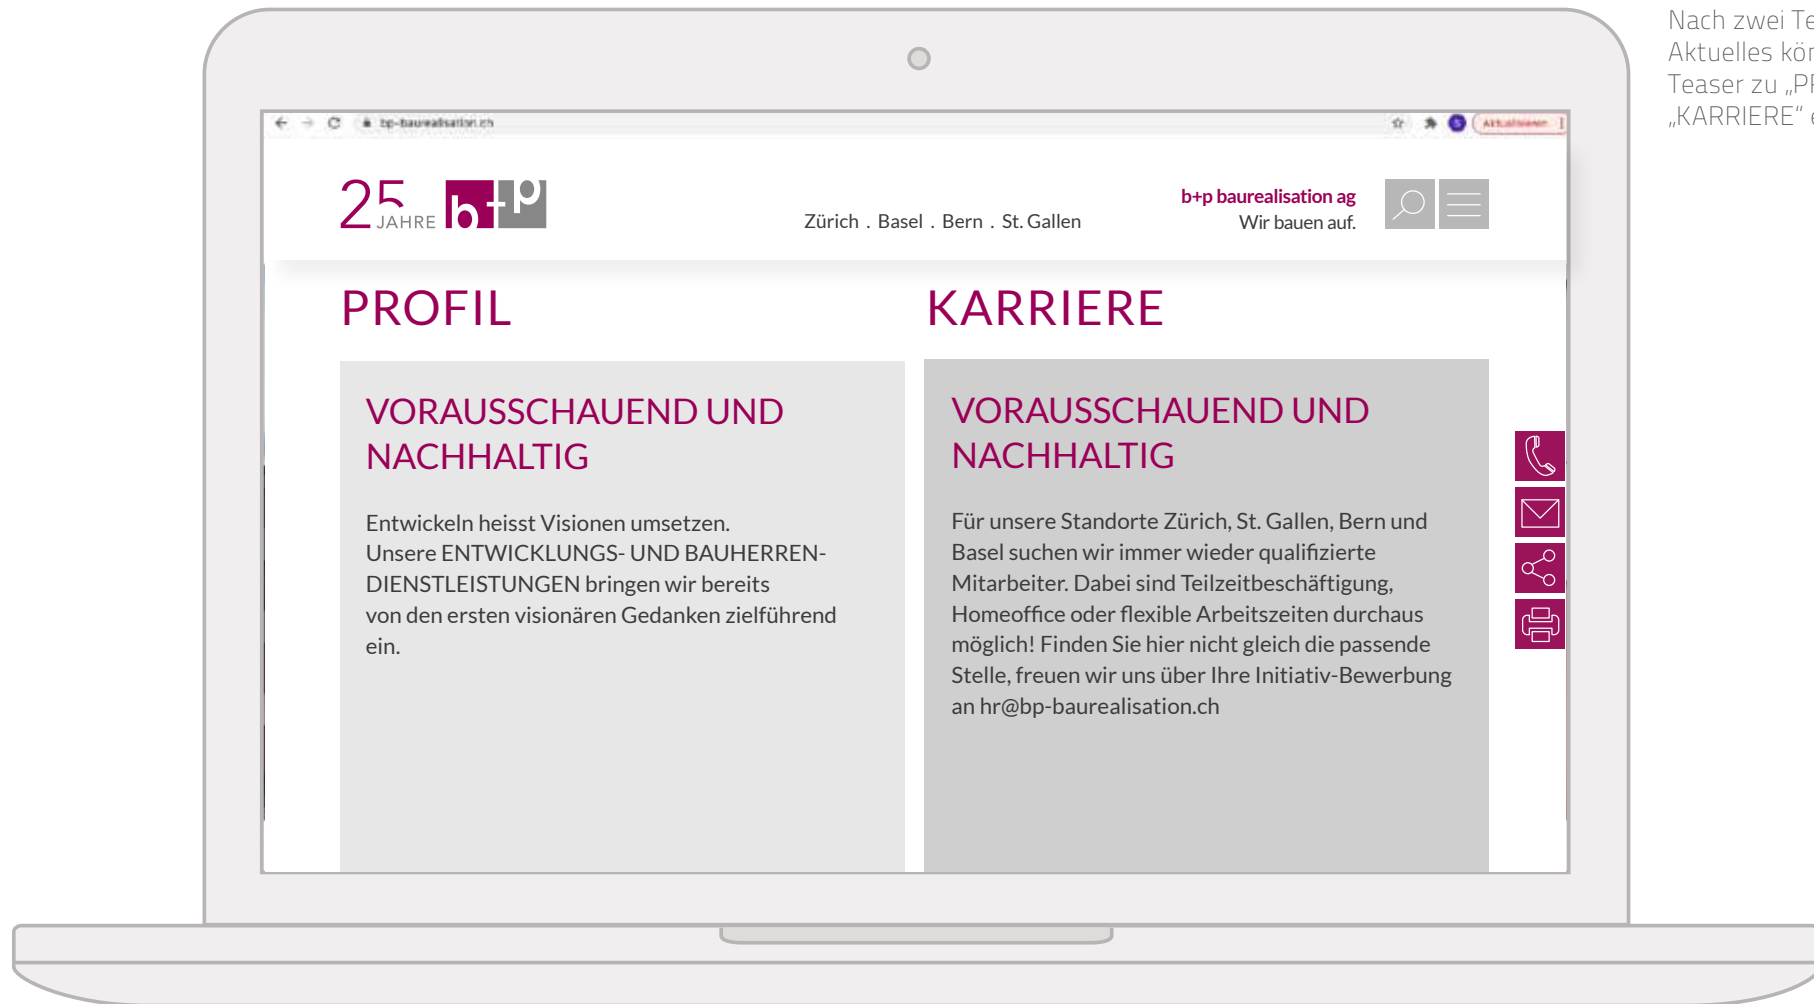 Nach zwei
Aktuelles
Teaser zu
„KARRIERE“
bp-baurealisation.ch
Aktualisieren
25
JAHRE
b+p
Zürich . Basel . Bern . St. Gallen
b+p baurealisation ag
Wir bauen auf.
PROFIL
VORAUSSCHAUEND UND
NACHHALTIG
Entwickeln heisst Visionen umsetzen.
Unsere ENTWICKLUNGS- UND BAUHERREN-
DIENSTLEISTUNGEN bringen wir bereits
von den ersten visionären Gedanken zielführend
ein.
KARRIERE
VORAUSSCHAUEND UND
NACHHALTIG
Für unsere Standorte Zürich, St. Gallen, Bern und
Basel suchen wir immer wieder qualifizierte
Mitarbeiter. Dabei sind Teilzeitbeschäftigung,
Homeoffice oder flexible Arbeitszeiten durchaus
möglich! Finden Sie hier nicht gleich die passende
Stelle, freuen wir uns über Ihre Initiativ-Bewerbung
an hr@bp-baurealisation.ch